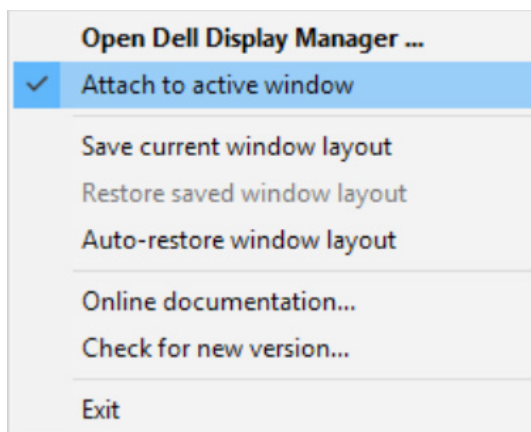 Open Dell Display Manager ...
Attach to active window
Save current window layout
Restore saved window layout
Auto-restore window layout
Online documentation...
Check for new version...
Exit